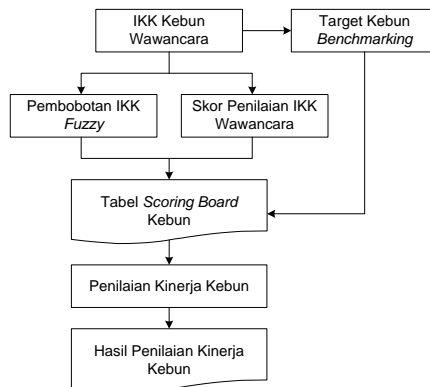 IKK Kebun
Wawancara
Target Kebun
Benchmarking
Pembobotan IKK
Fuzzy
Skor Penilaian IKK
Wawancara
Tabel Scoring Board
Kebun
Penilaian Kinerja Kebun
Hasil Penilaian Kinerja
Kebun